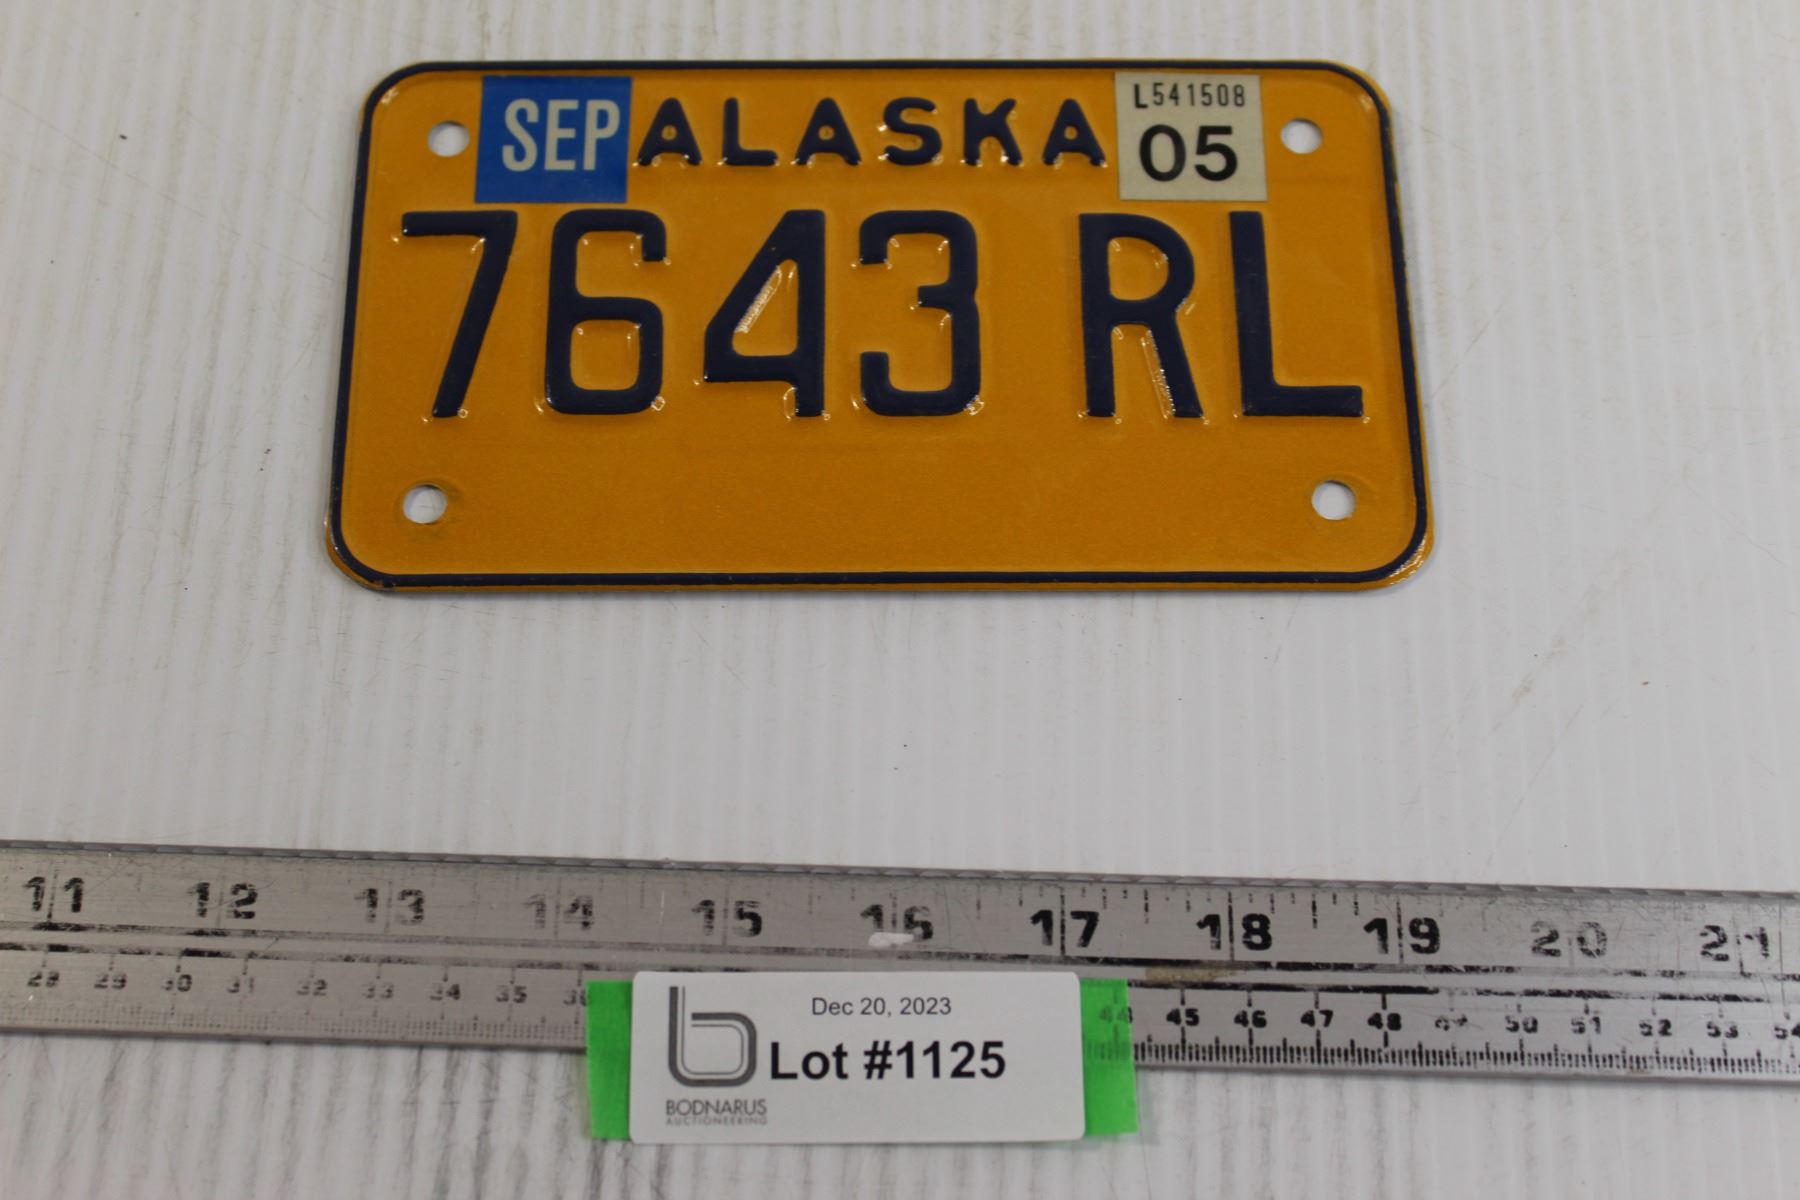 SEP ALASKA L541508
05
7643 RL
11 12 13 14 15 16 17 18 19 20 21
28 29 30 31 32 33 34 35 36 44 45 46 47 48 49 50 51 52 53 54
Dec 20, 2023
Lot #1125
BODNARUS
AUCTIONEERING